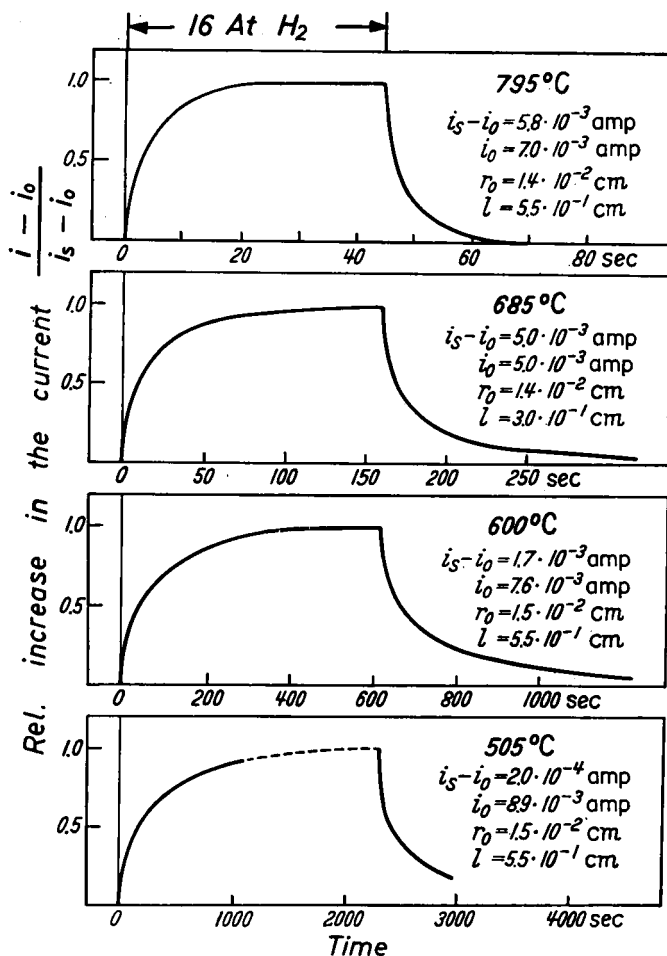 16 At H₂
1.0
0.5
795°C
iₛ–i₀=5.8·10⁻³ amp
i₀=7.0·10⁻³ amp
r₀=1.4·10⁻² cm
l=5.5·10⁻¹ cm
0 20 40 60 80 sec
1.0
0.5
685°C
iₛ–i₀=5.0·10⁻³ amp
i₀=5.0·10⁻³ amp
r₀=1.4·10⁻² cm
l=3.0·10⁻¹ cm
0 50 100 150 200 250 sec
1.0
0.5
600°C
iₛ–i₀=1.7·10⁻³ amp
i₀=7.6·10⁻³ amp
r₀=1.5·10⁻² cm
l=5.5·10⁻¹ cm
0 200 400 600 800 1000 sec
1.0
0.5
505°C
iₛ–i₀=2.0·10⁻⁴ amp
i₀=8.9·10⁻³ amp
r₀=1.5·10⁻² cm
l=5.5·10⁻¹ cm
0 1000 2000 3000 4000 sec
Time
Rel. increase in the current i – i₀ / iₛ – i₀